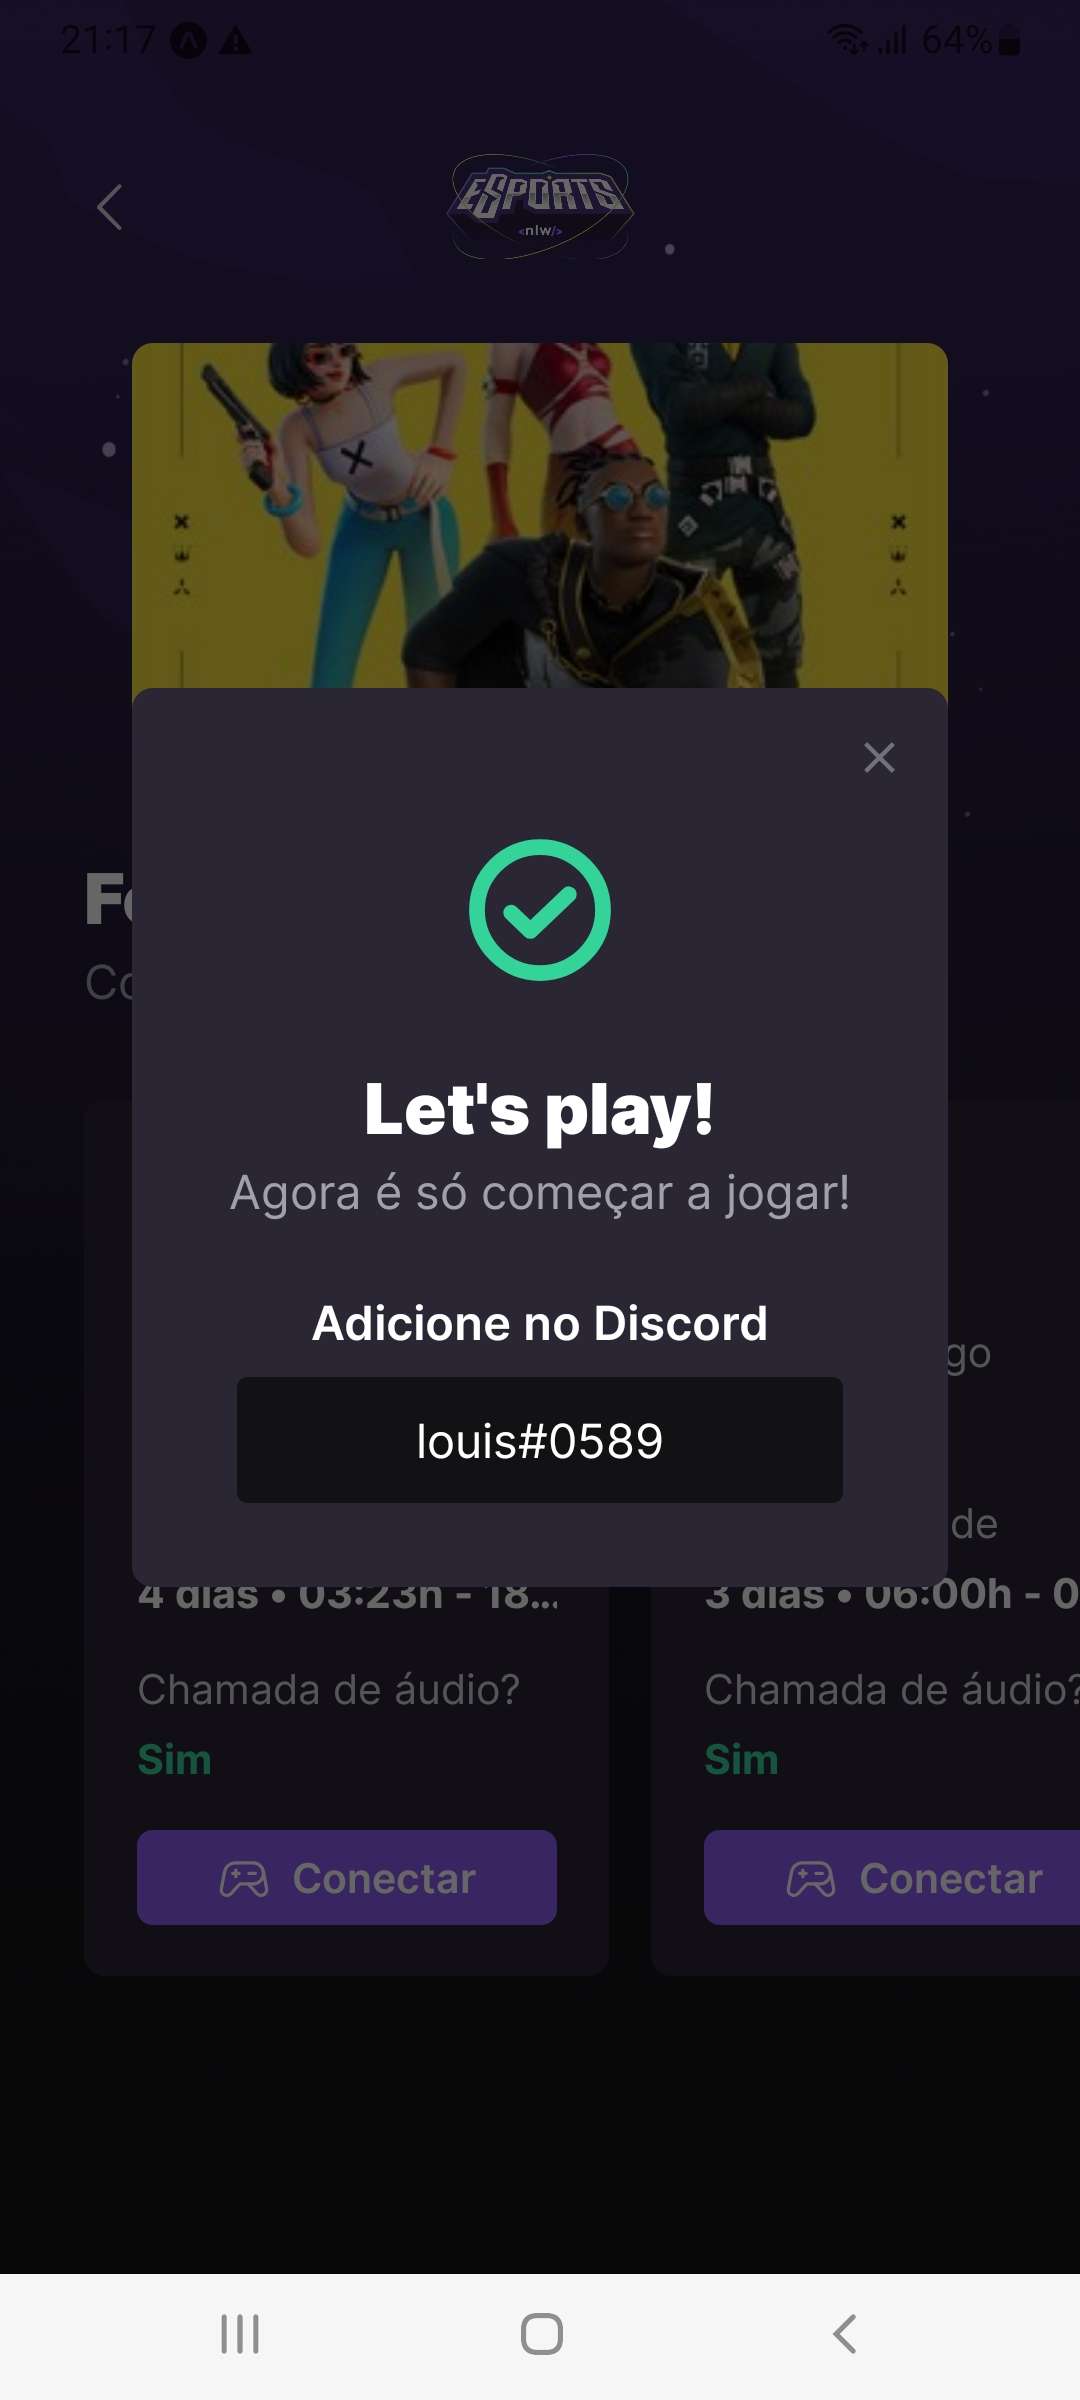 21:17
64%
ESPORTS
<nlw/>
Let's play!
Agora é só começar a jogar!
Adicione no Discord
louis#0589
go
de
4 dias • 03:23h - 18...
3 dias • 06:00h - 0
Chamada de áudio?
Chamada de áudio?
Sim
Sim
Conectar
Conectar